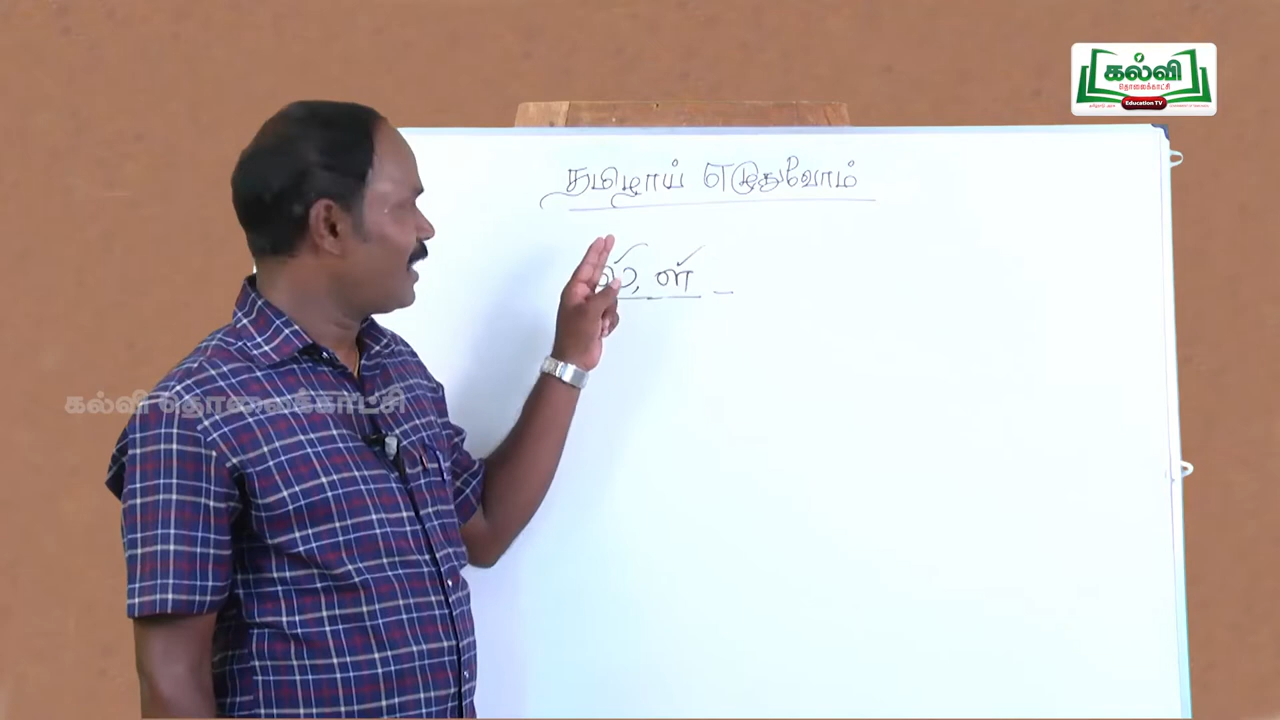 கல்வி
தொலைக்காட்சி
Education TV
தமிழாய் எழுதுவோம்
ள்
கல்வி தொலைக்காட்சி